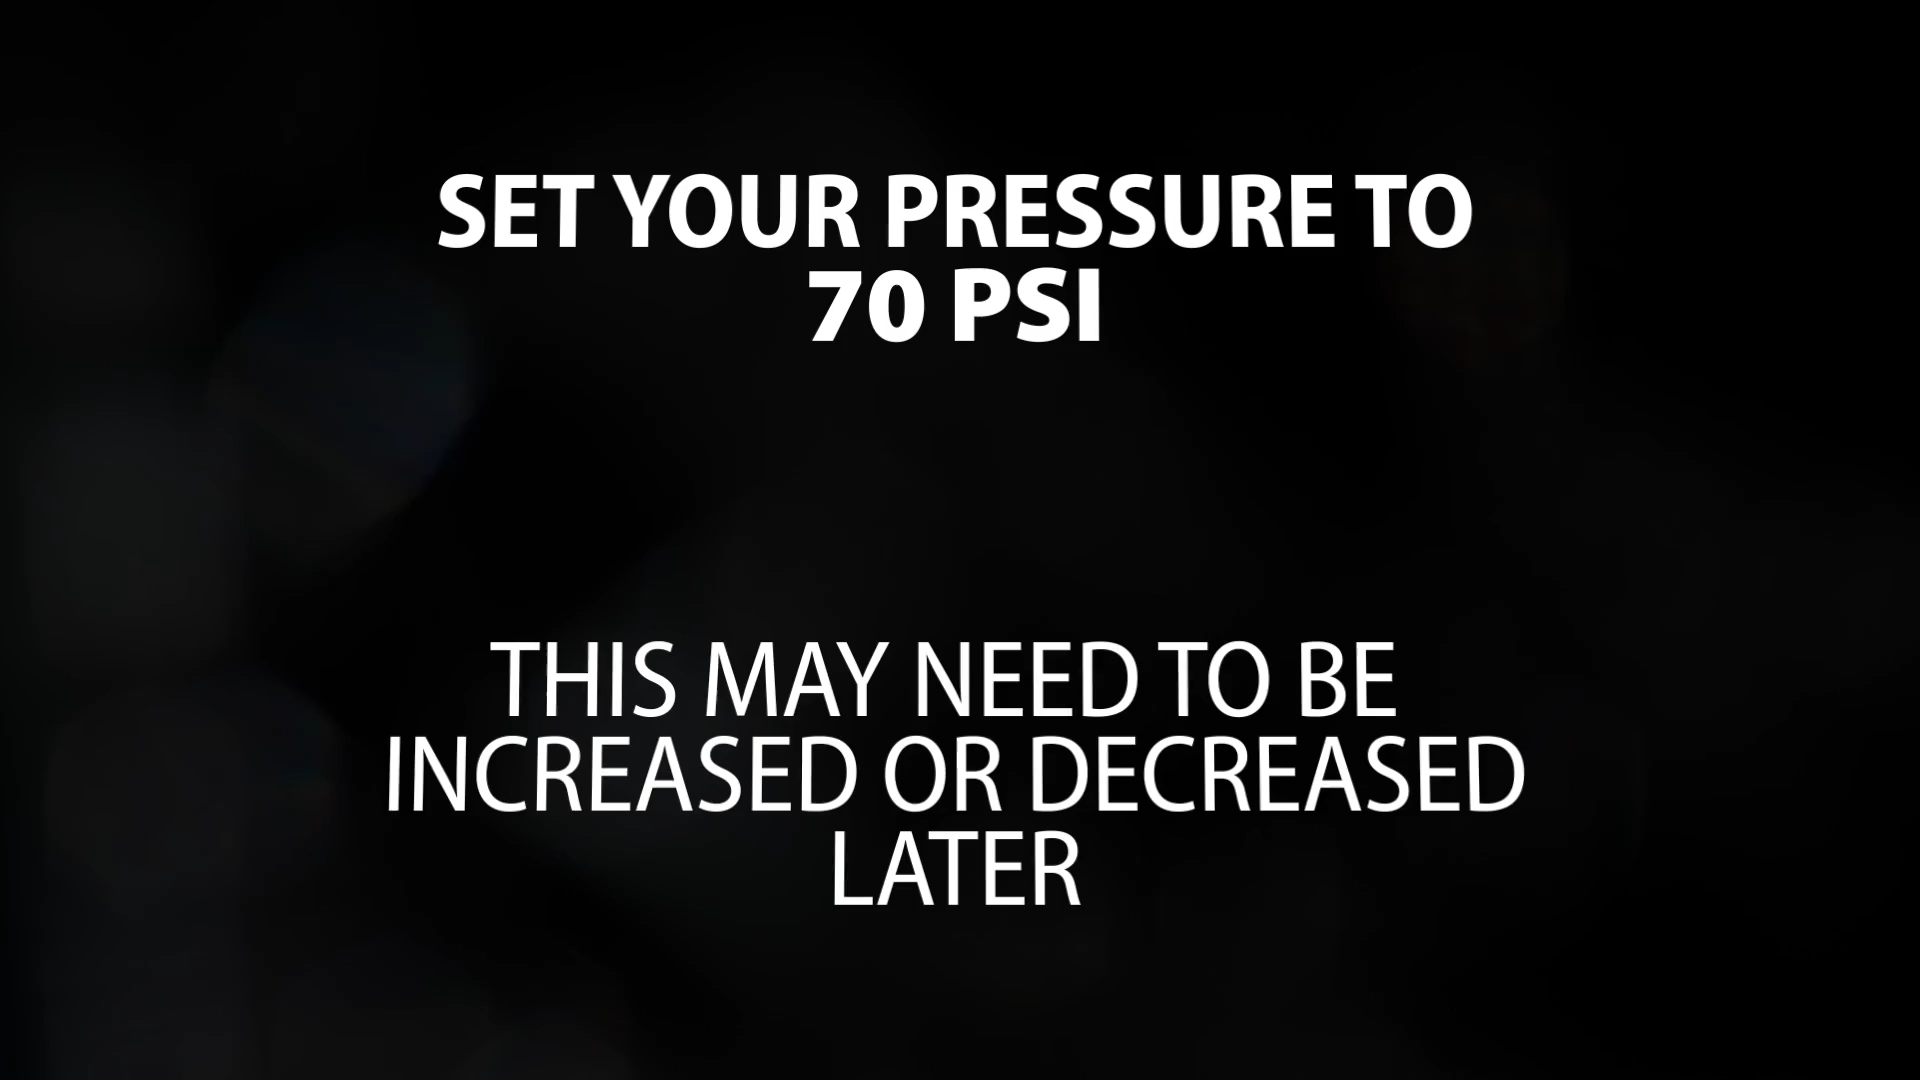 SET YOUR PRESSURE TO
70 PSI
THIS MAY NEED TO BE
INCREASED OR DECREASED
LATER